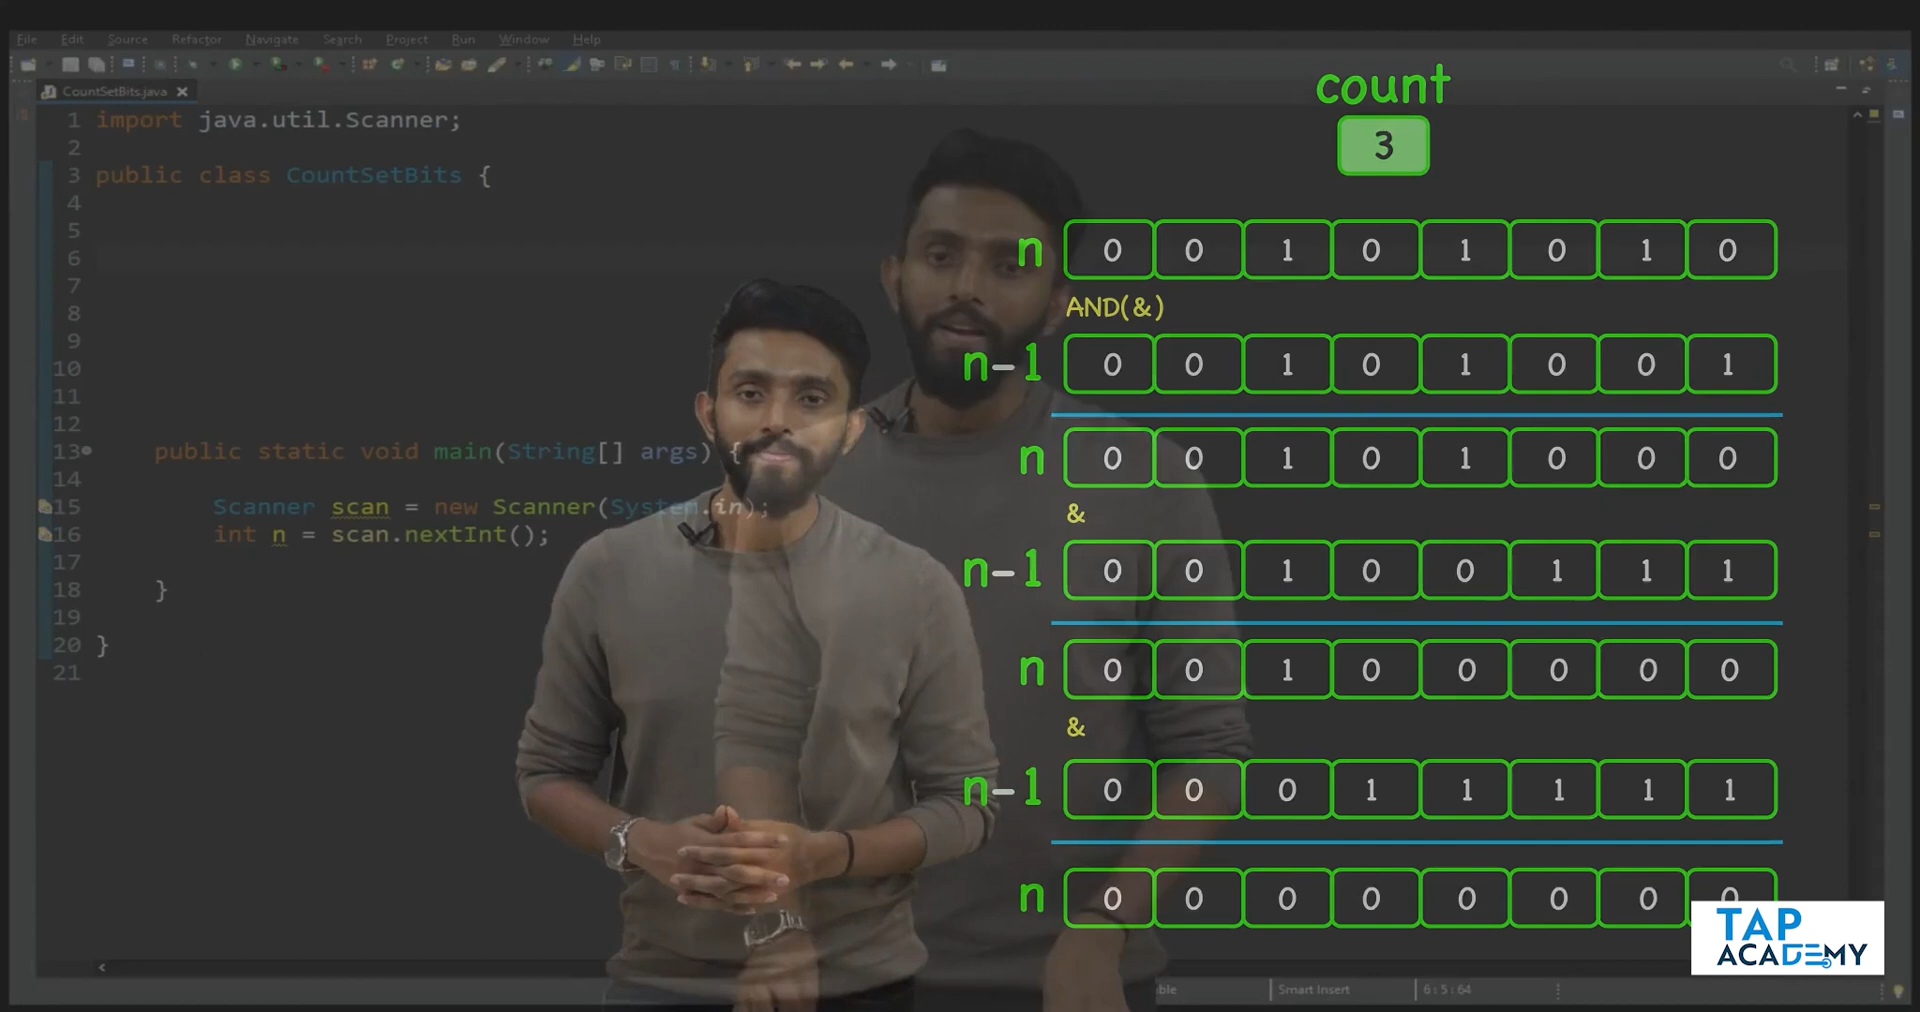 File Edit Source Refactor Navigate Search Project Run Window Help
CountSetBits.java
1 import java.util.Scanner;
2
3 public class CountSetBits {
4
5
6
7
8
9
10
11
12
13 public static void main(String[] args) {
14
15 Scanner scan = new Scanner(System.in);
16 int n = scan.nextInt();
17
18 }
19
20 }
21
count
3
n 0 0 1 0 1 0 1 0
AND(&)
n-1 0 0 1 0 1 0 0 1
n 0 0 1 0 1 0 0 0
&
n-1 0 0 1 0 0 1 1 1
n 0 0 1 0 0 0 0 0
&
n-1 0 0 0 1 1 1 1 1
n 0 0 0 0 0 0 0 0
TAP
ACADEMY
Smart Insert 6:5:64